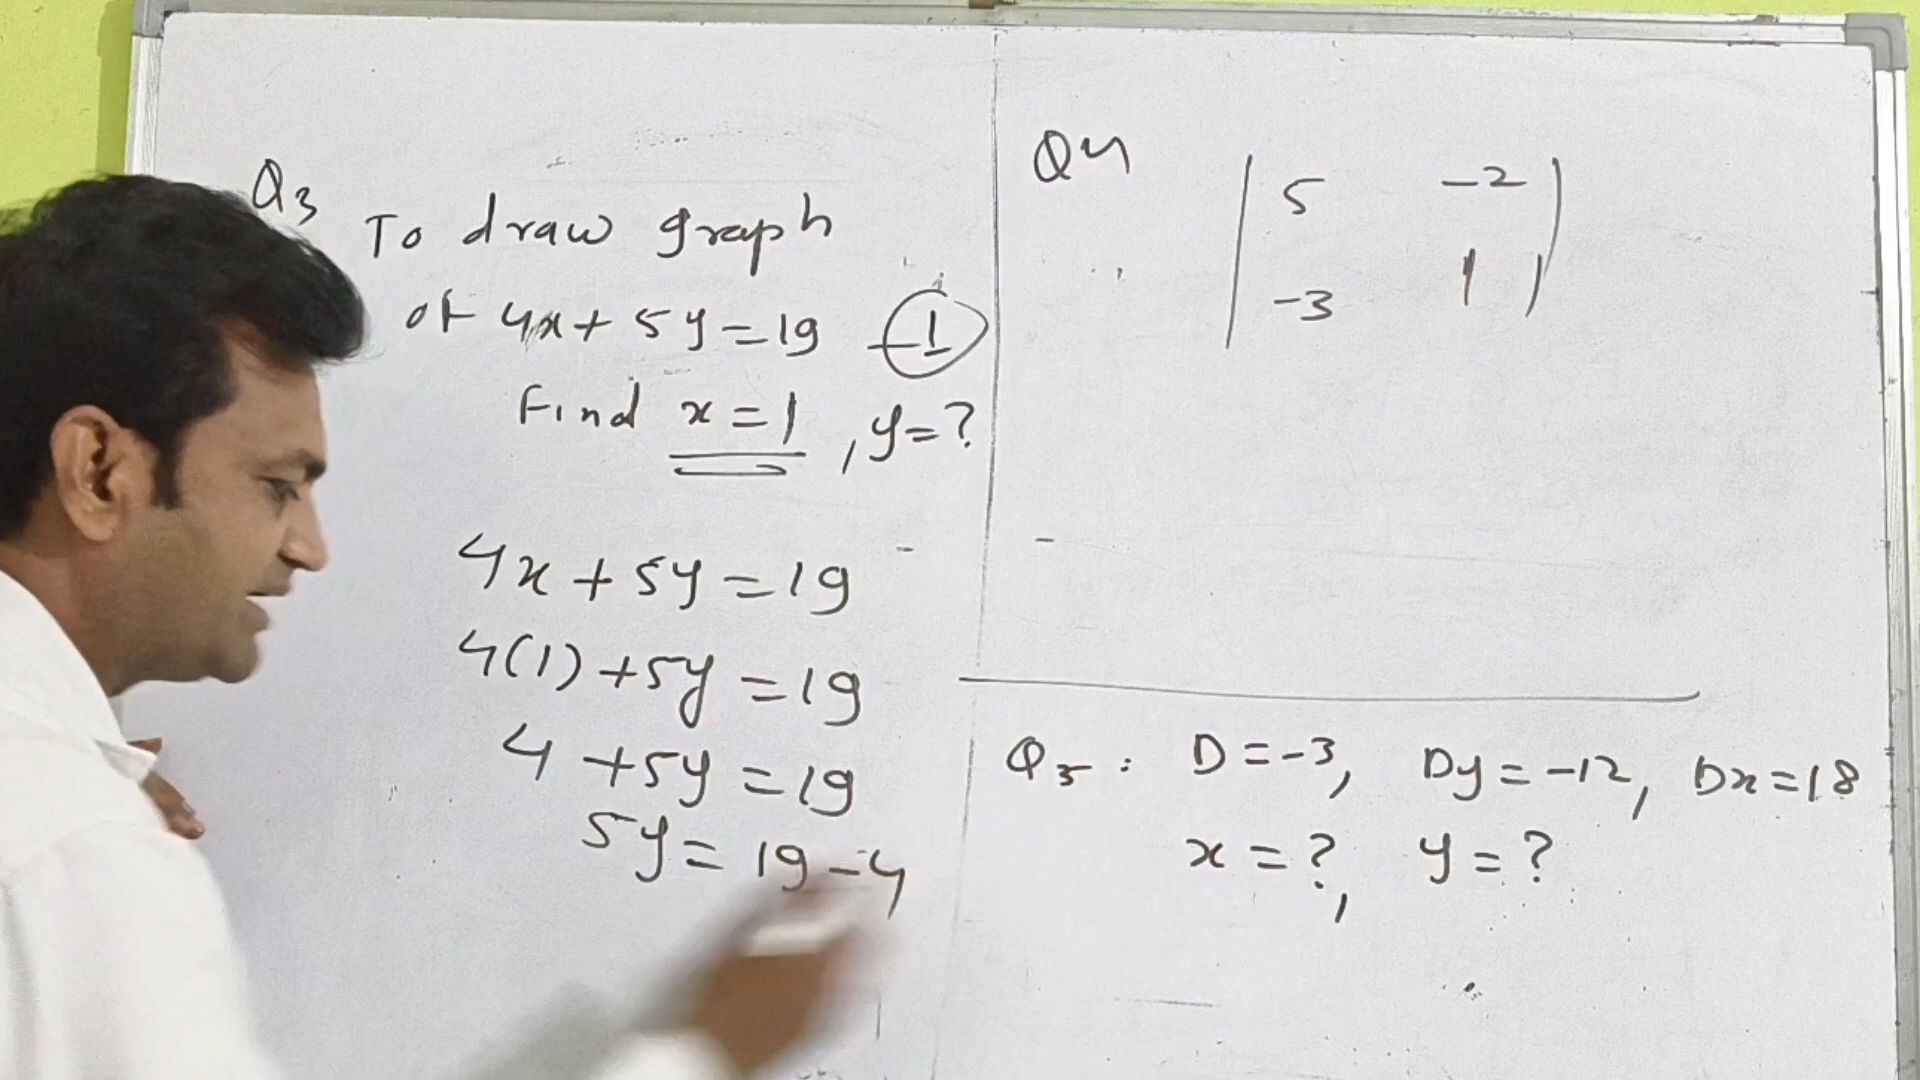 Q3
To draw graph
of 4x + 5y = 19 —1
Find x = 1, y = ?
4x + 5y = 19
4(1) + 5y = 19
4 + 5y = 19
5y = 19 - 4
Q4
| 5 -2 |
| -3 1 |
Q5: D = -3, Dy = -12, Dx = 18
x = ?, y = ?